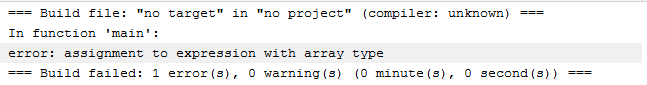 === Build file: "no target" in "no project" (compiler: unknown) ===
In function 'main':
error: assignment to expression with array type
=== Build failed: 1 error(s), 0 warning(s) (0 minute(s), 0 second(s)) ===